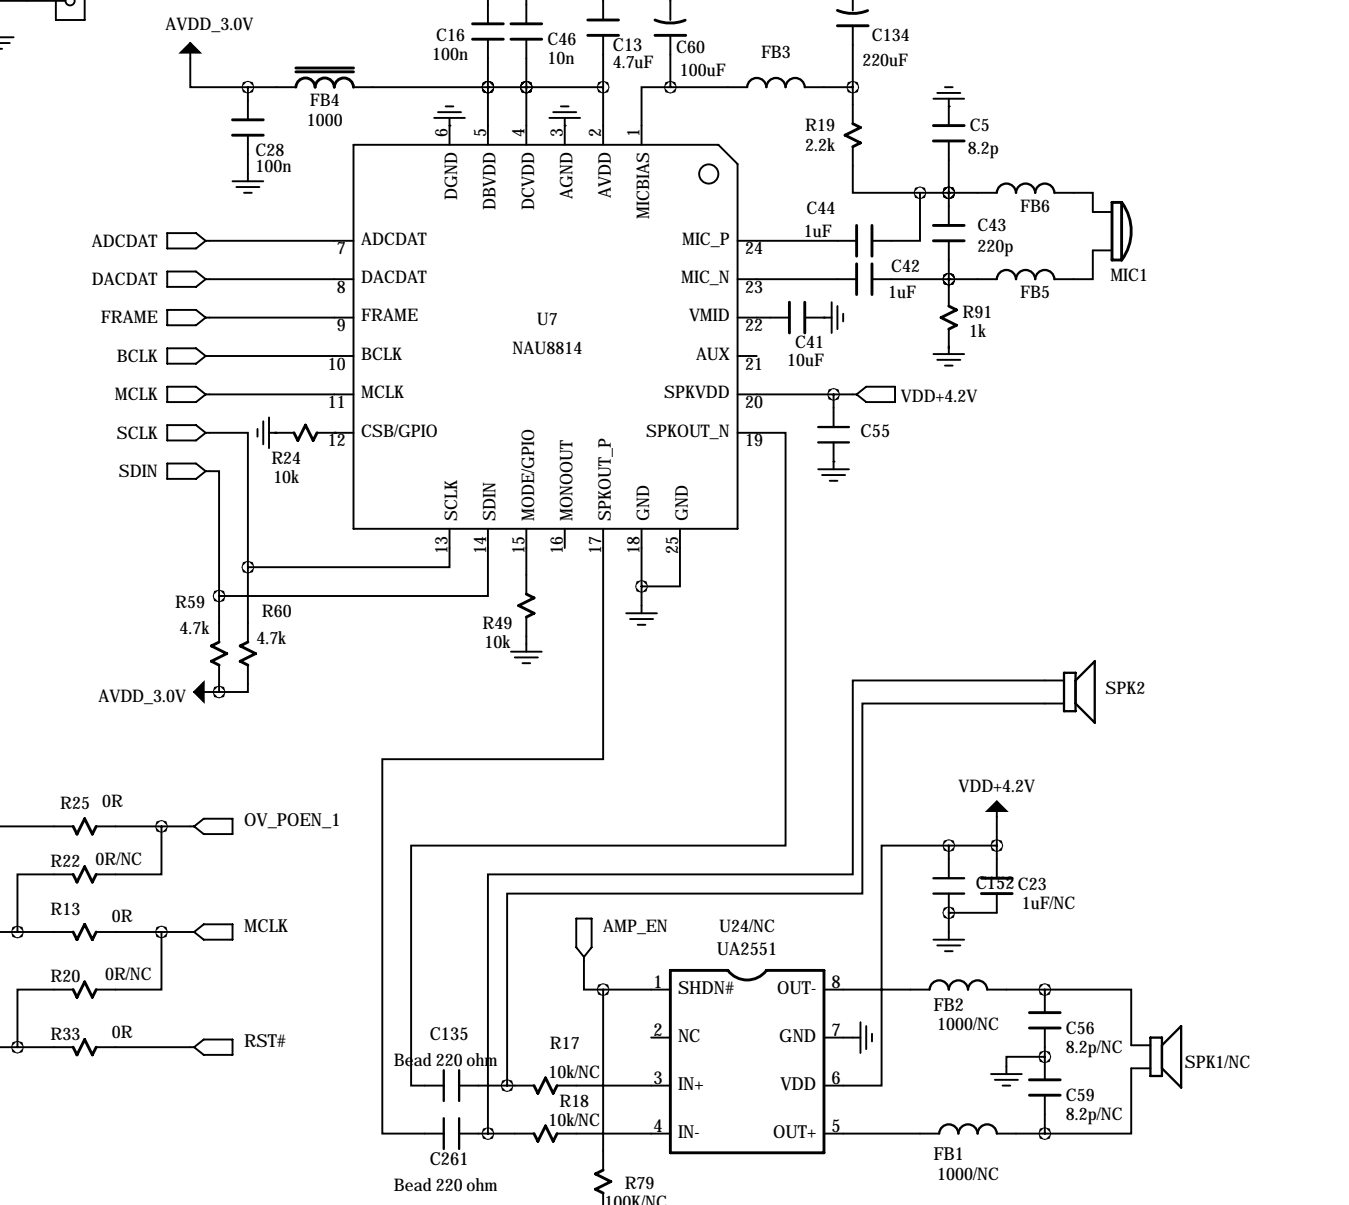 AVDD_3.0V
C16
100n
C46
10n
C13
4.7uF
C60
100uF
FB3
C134
220uF
FB4
1000
C28
100n
R19
2.2k
C5
8.2p
6
5
4
3
2
1
DGND
DBVDD
DCVDD
AGND
AVDD
MICBIAS
C44
1uF
C43
220p
FB6
FB5
MIC1
C42
1uF
R91
1k
ADCDAT
7
ADCDAT
MIC_P
24
DACDAT
8
DACDAT
MIC_N
23
FRAME
9
FRAME
VMID
22
C41
10uF
BCLK
10
BCLK
AUX
21
MCLK
11
MCLK
SPKVDD
20
VDD+4.2V
SCLK
12
CSB/GPIO
SPKOUT_N
19
C55
SDIN
R24
10k
U7
NAU8814
SCLK
SDIN
MODE/GPIO
MONOOUT
SPKOUT_P
GND
GND
13
14
15
16
17
18
25
R59
4.7k
R60
4.7k
R49
10k
AVDD_3.0V
SPK2
VDD+4.2V
R25 0R
OV_POEN_1
R22 0R/NC
R13 0R
MCLK
R20 0R/NC
R33 0R
RST#
C152
C23
1uF/NC
AMP_EN
U24/NC
UA2551
1
SHDN#
OUT-
8
2
NC
GND
7
3
IN+
VDD
6
4
IN-
OUT+
5
FB2
1000/NC
C56
8.2p/NC
SPK1/NC
C59
8.2p/NC
FB1
1000/NC
C135
Bead 220 ohm
R17
10k/NC
R18
10k/NC
C261
Bead 220 ohm
R79
100K/NC